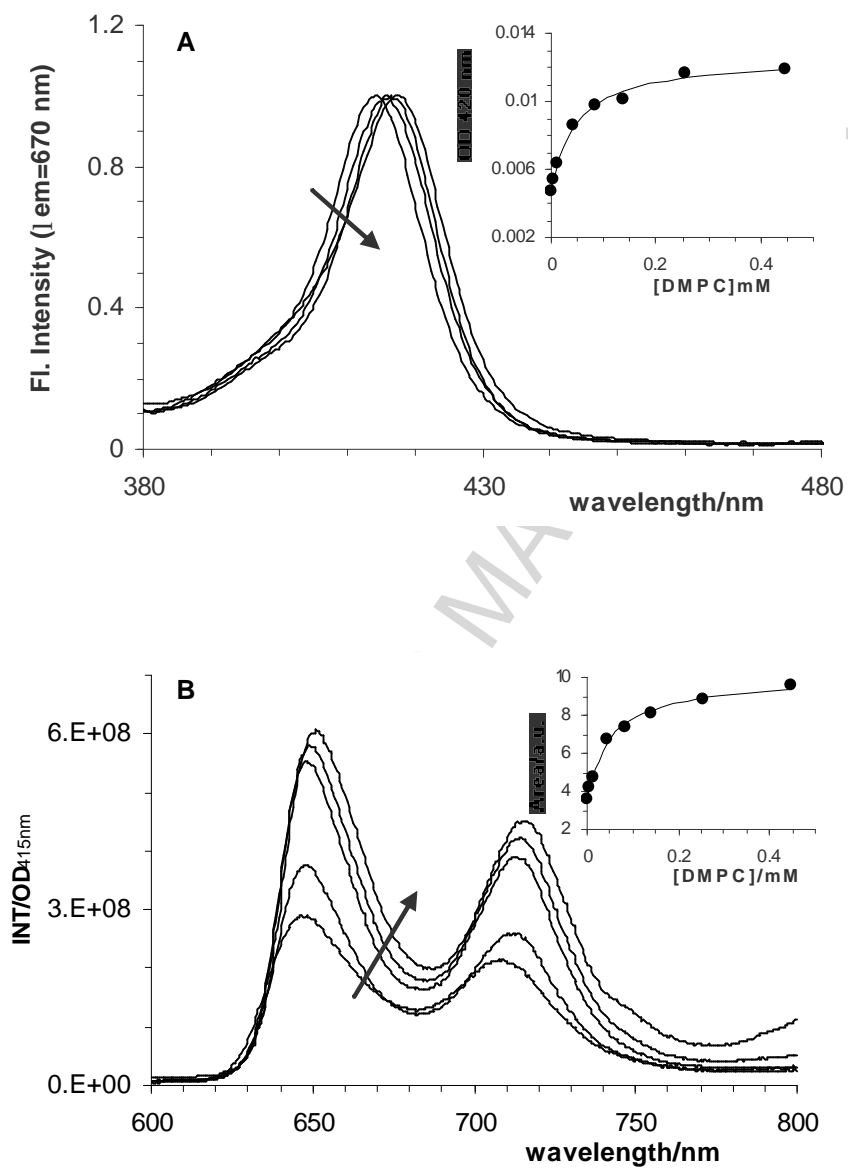 1.2
A
0.8
0.4
0
Fl. Intensity (l em=670 nm)
380
430
480
wavelength/nm
0.014
0.01
0.006
0.002
OD 420 nm
0
0.2
0.4
[DMPC]mM
MA
B
6.E+08
3.E+08
0.E+00
INT/OD415nm
600
650
700
750
800
wavelength/nm
10
8
6
4
2
Area/a.u.
0
0.2
0.4
[DMPC]/mM